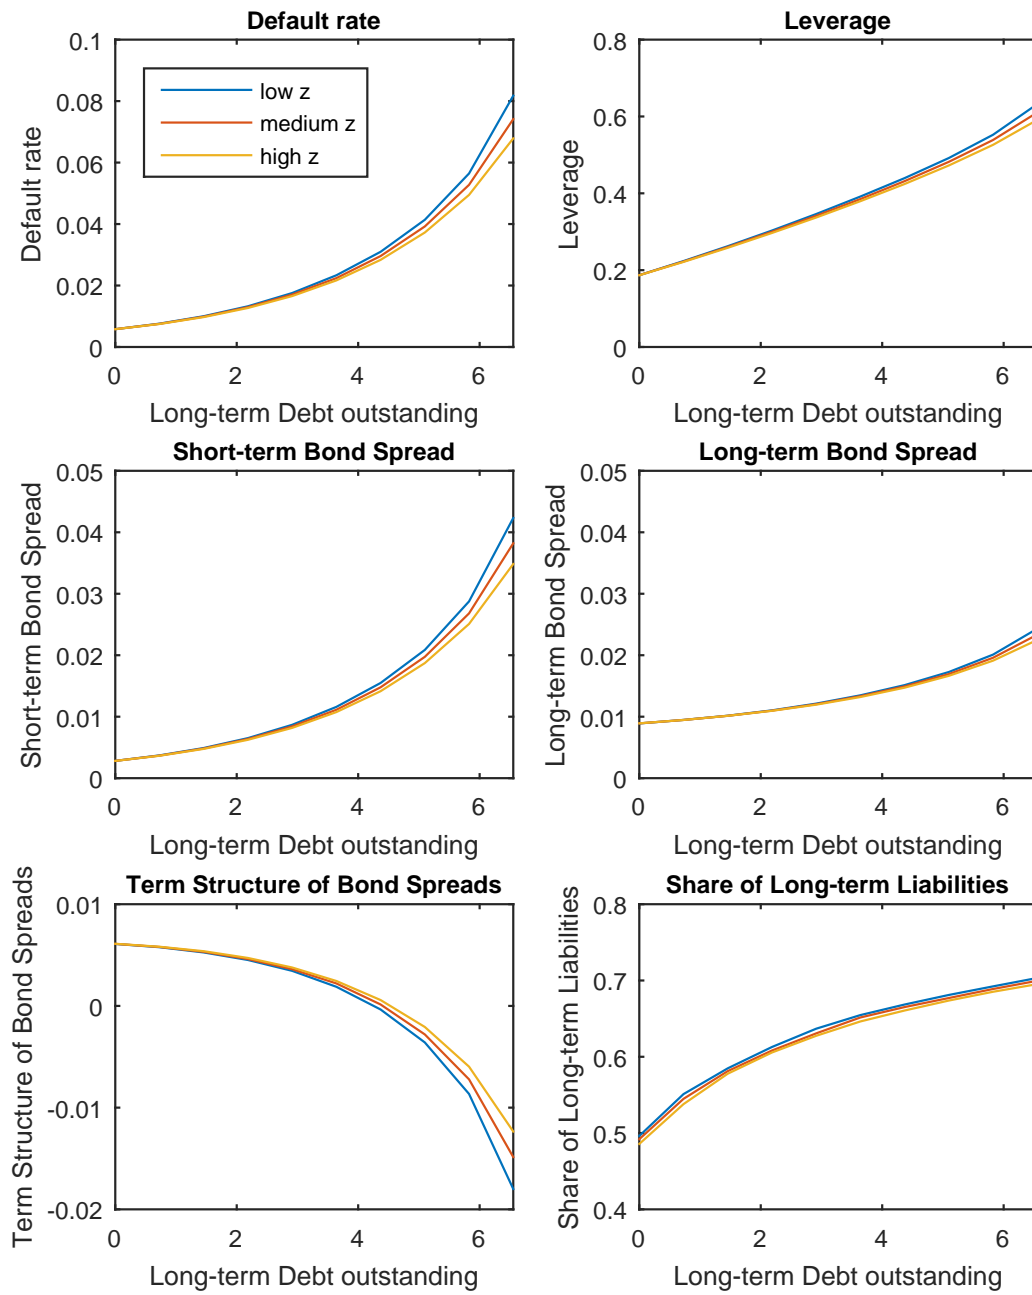 Default rate
0.1
0.08
0.06
0.04
0.02
0
Default rate
low z
medium z
high z
0 2 4 6
Long-term Debt outstanding
Leverage
0.8
0.6
0.4
0.2
0
Leverage
0 2 4 6
Long-term Debt outstanding
Short-term Bond Spread
0.05
0.04
0.03
0.02
0.01
0
Short-term Bond Spread
0 2 4 6
Long-term Debt outstanding
Long-term Bond Spread
0.05
0.04
0.03
0.02
0.01
0
Long-term Bond Spread
0 2 4 6
Long-term Debt outstanding
Term Structure of Bond Spreads
0.01
0
-0.01
-0.02
Term Structure of Bond Spreads
0 2 4 6
Long-term Debt outstanding
Share of Long-term Liabilities
0.8
0.7
0.6
0.5
0.4
Share of Long-term Liabilities
0 2 4 6
Long-term Debt outstanding